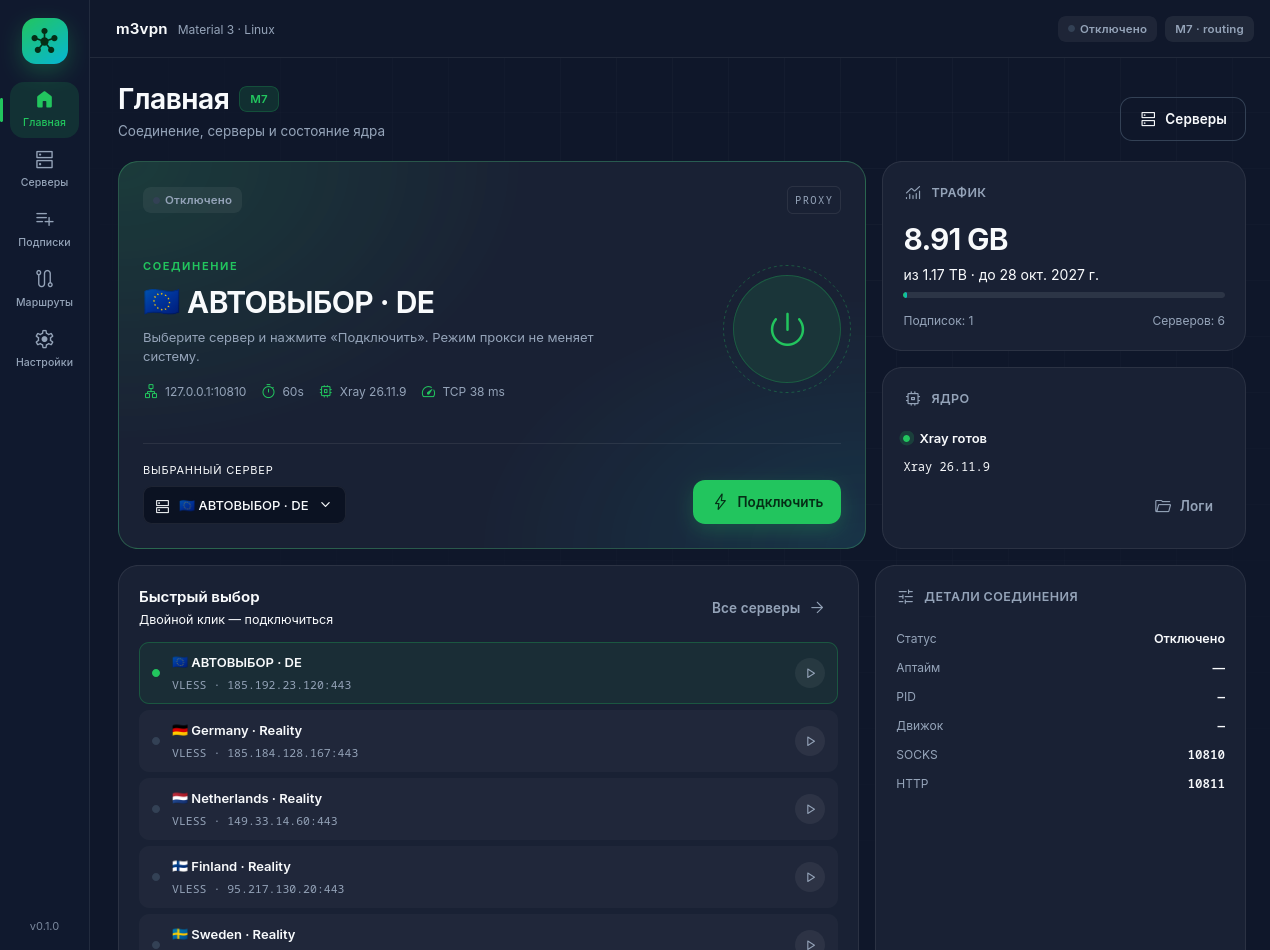 m3vpn Material 3 · Linux
Отключено M7 · routing
Главная
Серверы
Подписки
Маршруты
Настройки
v0.1.0
Главная M7
Соединение, серверы и состояние ядра
Серверы
Отключено
PROXY
СОЕДИНЕНИЕ
🇪🇺 АВТОВЫБОР · DE
Выберите сервер и нажмите «Подключить». Режим прокси не меняет
систему.
127.0.0.1:10810 60s Xray 26.11.9 TCP 38 ms
ВЫБРАННЫЙ СЕРВЕР
🇪🇺 АВТОВЫБОР · DE
Подключить
ТРАФИК
8.91 GB
из 1.17 TB · до 28 окт. 2027 г.
Подписок: 1 Серверов: 6
ЯДРО
Xray готов
Xray 26.11.9
Логи
Быстрый выбор
Двойной клик — подключиться
Все серверы
🇪🇺 АВТОВЫБОР · DE
VLESS · 185.192.23.120:443
🇩🇪 Germany · Reality
VLESS · 185.184.128.167:443
🇳🇱 Netherlands · Reality
VLESS · 149.33.14.60:443
🇫🇮 Finland · Reality
VLESS · 95.217.130.20:443
🇸🇪 Sweden · Reality
ДЕТАЛИ СОЕДИНЕНИЯ
Статус Отключено
Аптайм —
PID —
Движок —
SOCKS 10810
HTTP 10811